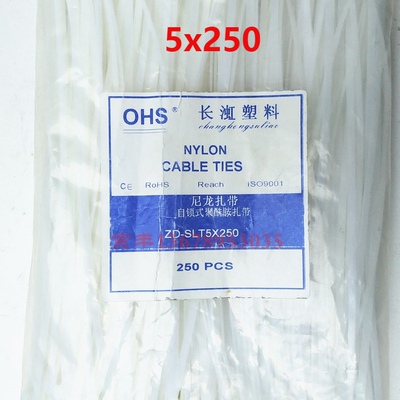 5x250
OHS® 长浤塑料
changhongsuliao
NYLON
CABLE TIES
CE RoHS Reach ISO9001
尼龙扎带
自锁式聚酰胺扎带
ZD-SLT5X250
250 PCS